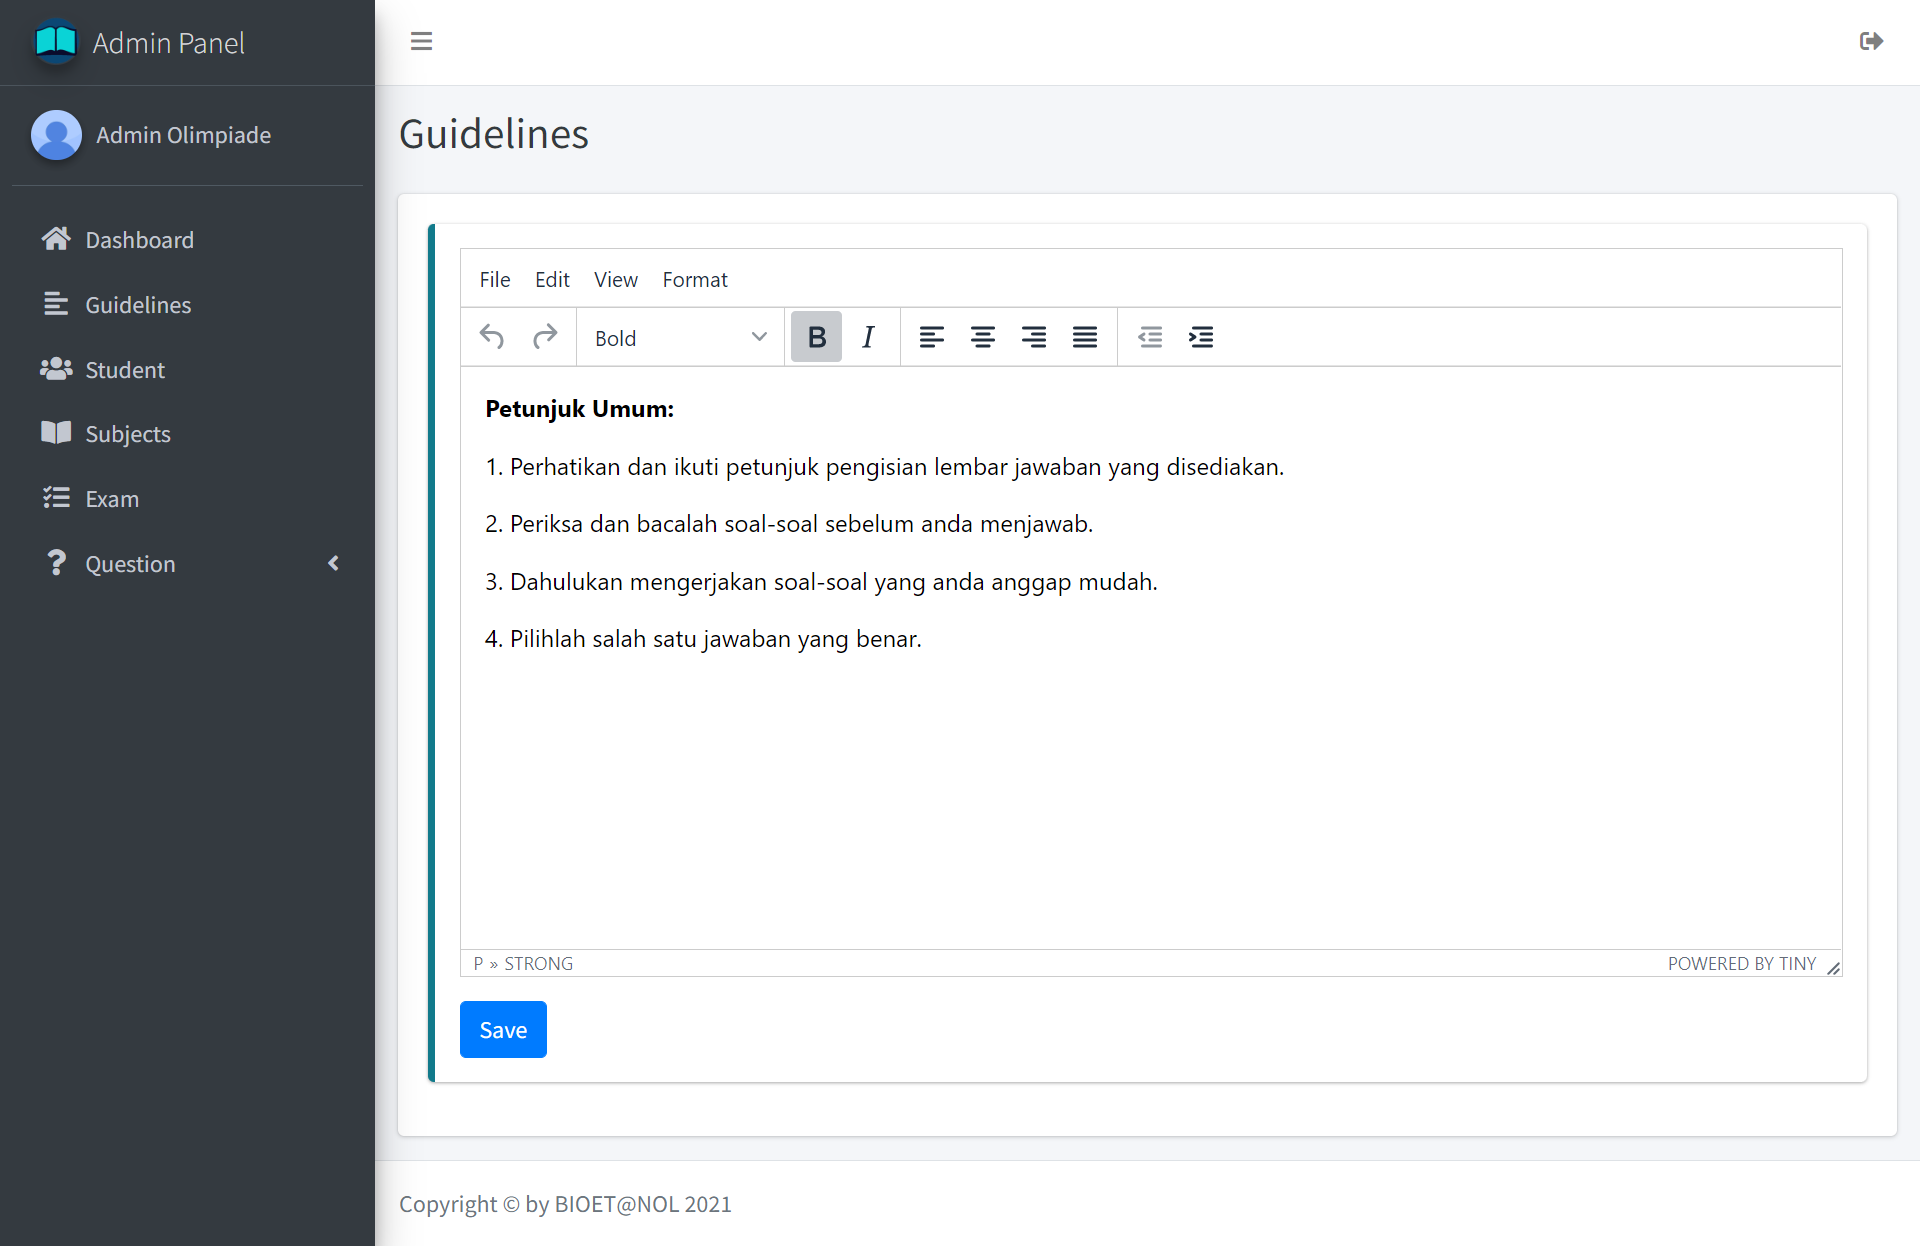 Admin Panel
Admin Olimpiade
Dashboard
Guidelines
Student
Subjects
Exam
Question
Guidelines
File Edit View Format
Bold B I
Petunjuk Umum:
1. Perhatikan dan ikuti petunjuk pengisian lembar jawaban yang disediakan.
2. Periksa dan bacalah soal-soal sebelum anda menjawab.
3. Dahulukan mengerjakan soal-soal yang anda anggap mudah.
4. Pilihlah salah satu jawaban yang benar.
P » STRONG POWERED BY TINY
Save
Copyright © by BIOET@NOL 2021